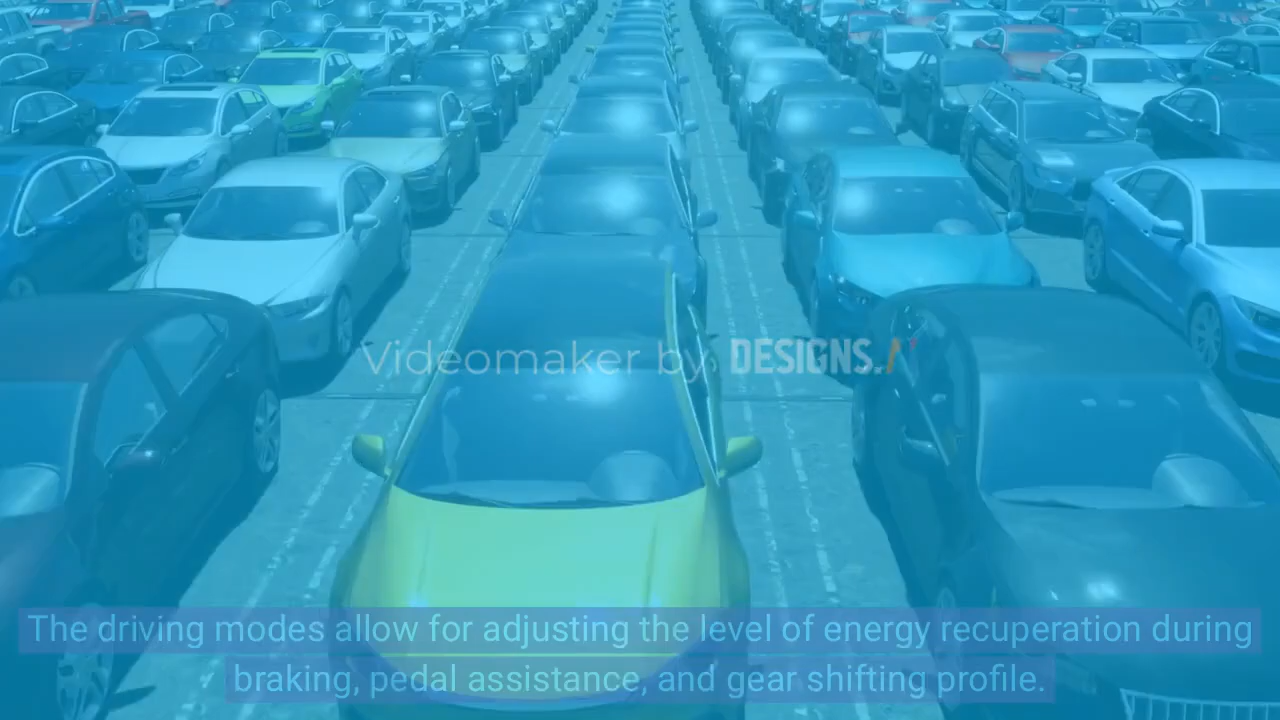 Videomaker by DESIGNS.
The driving modes allow for adjusting the level of energy recuperation during
braking, pedal assistance, and gear shifting profile.